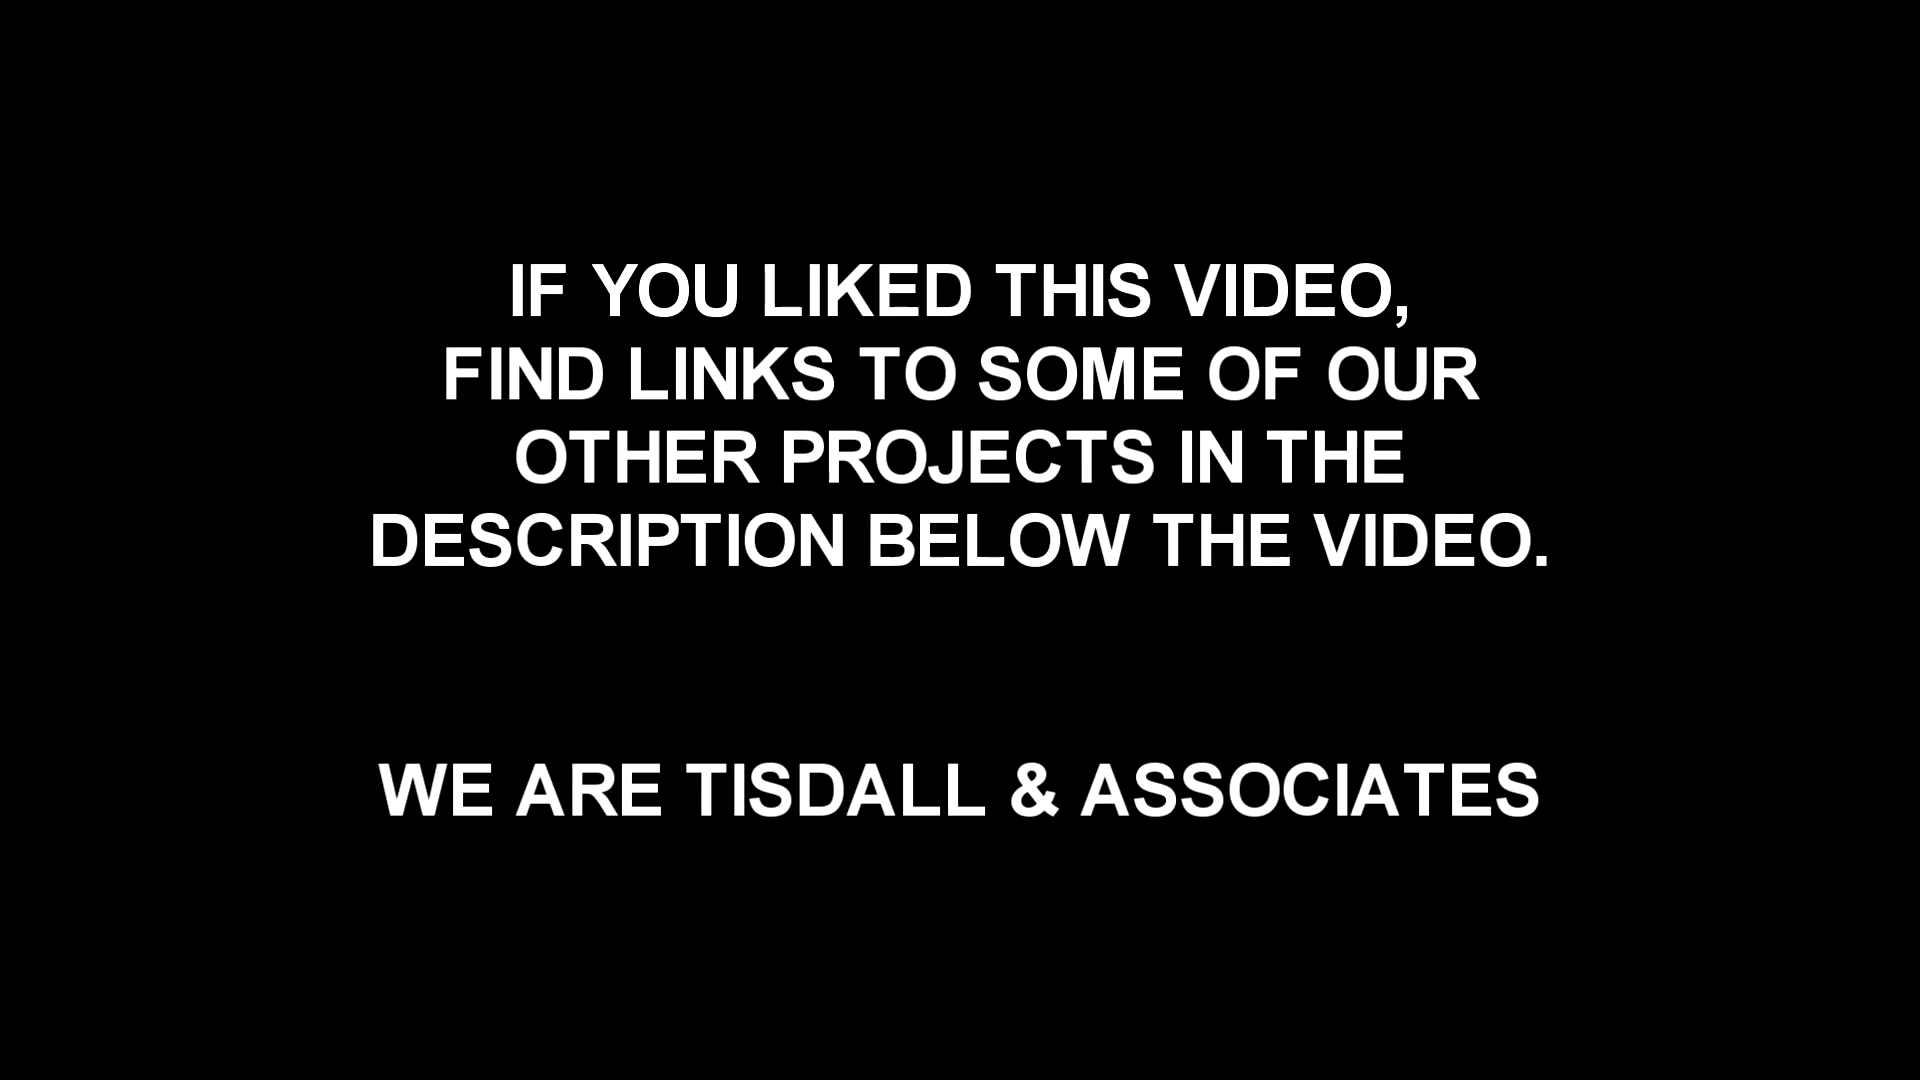 IF YOU LIKED THIS VIDEO,
FIND LINKS TO SOME OF OUR
OTHER PROJECTS IN THE
DESCRIPTION BELOW THE VIDEO.
WE ARE TISDALL & ASSOCIATES